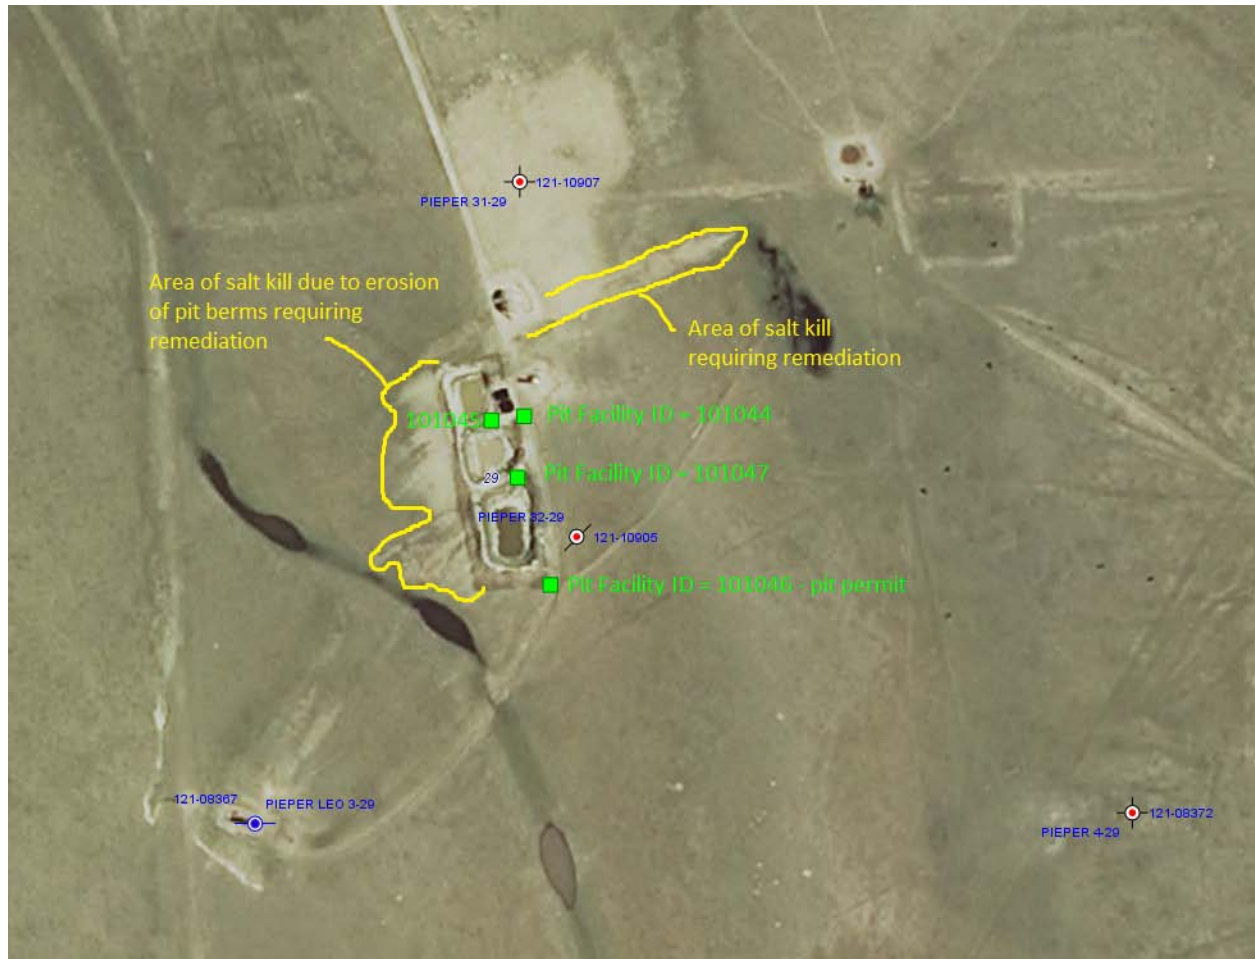 121-10907
PIEPER 31-29
Area of salt kill due to erosion
of pit berms requiring
remediation
Area of salt kill
requiring remediation
101045
Pit Facility ID = 101044
29
Pit Facility ID = 101047
PIEPER 32-29
121-10905
Pit Facility ID = 101046 - pit permit
121-08367
PIEPER LEO 3-29
121-08372
PIEPER 4-29